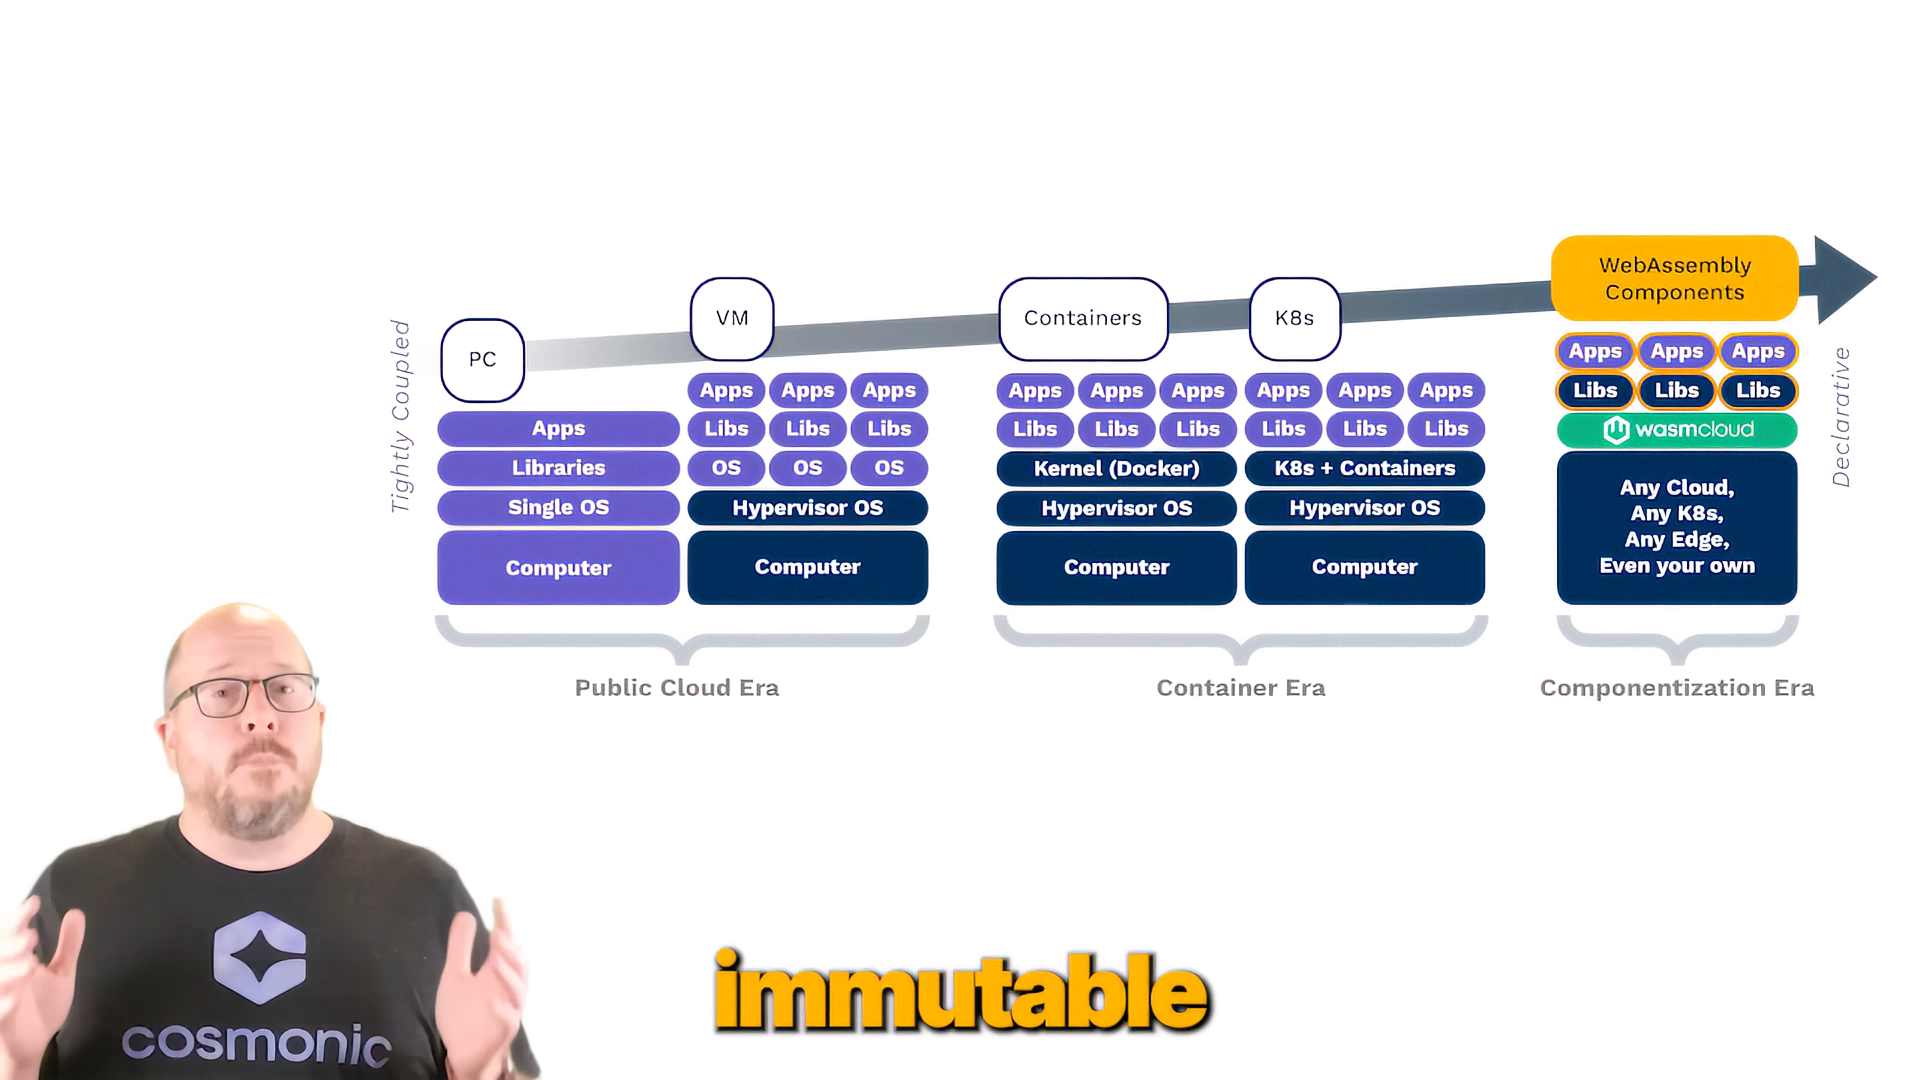 Tightly Coupled
PC
Apps
Libraries
Single OS
Computer
VM
Apps Apps Apps
Libs Libs Libs
OS OS OS
Hypervisor OS
Computer
Public Cloud Era
Containers
Apps Apps Apps
Libs Libs Libs
Kernel (Docker)
Hypervisor OS
Computer
K8s
Apps Apps Apps
Libs Libs Libs
K8s + Containers
Hypervisor OS
Computer
Container Era
WebAssembly
Components
Apps Apps Apps
Libs Libs Libs
wasmcloud
Any Cloud,
Any K8s,
Any Edge,
Even your own
Componentization Era
Declarative
cosmonic
immutable